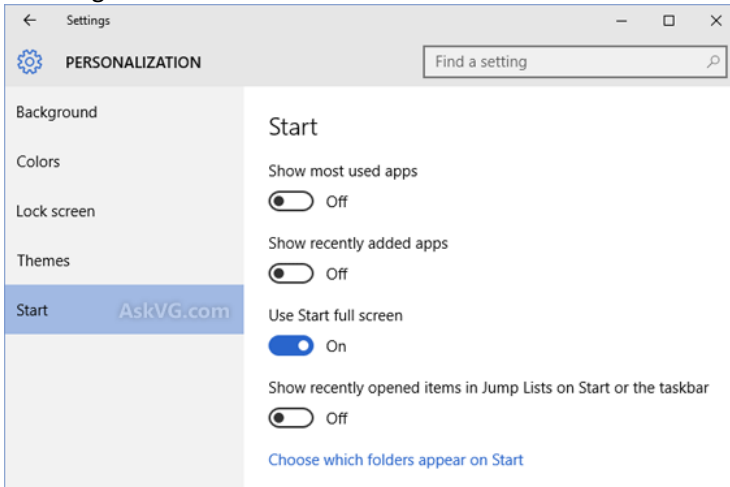 Settings
PERSONALIZATION
Find a setting
Background
Colors
Lock screen
Themes
Start
AskVG.com
Start
Show most used apps
Off
Show recently added apps
Off
Use Start full screen
On
Show recently opened items in Jump Lists on Start or the taskbar
Off
Choose which folders appear on Start